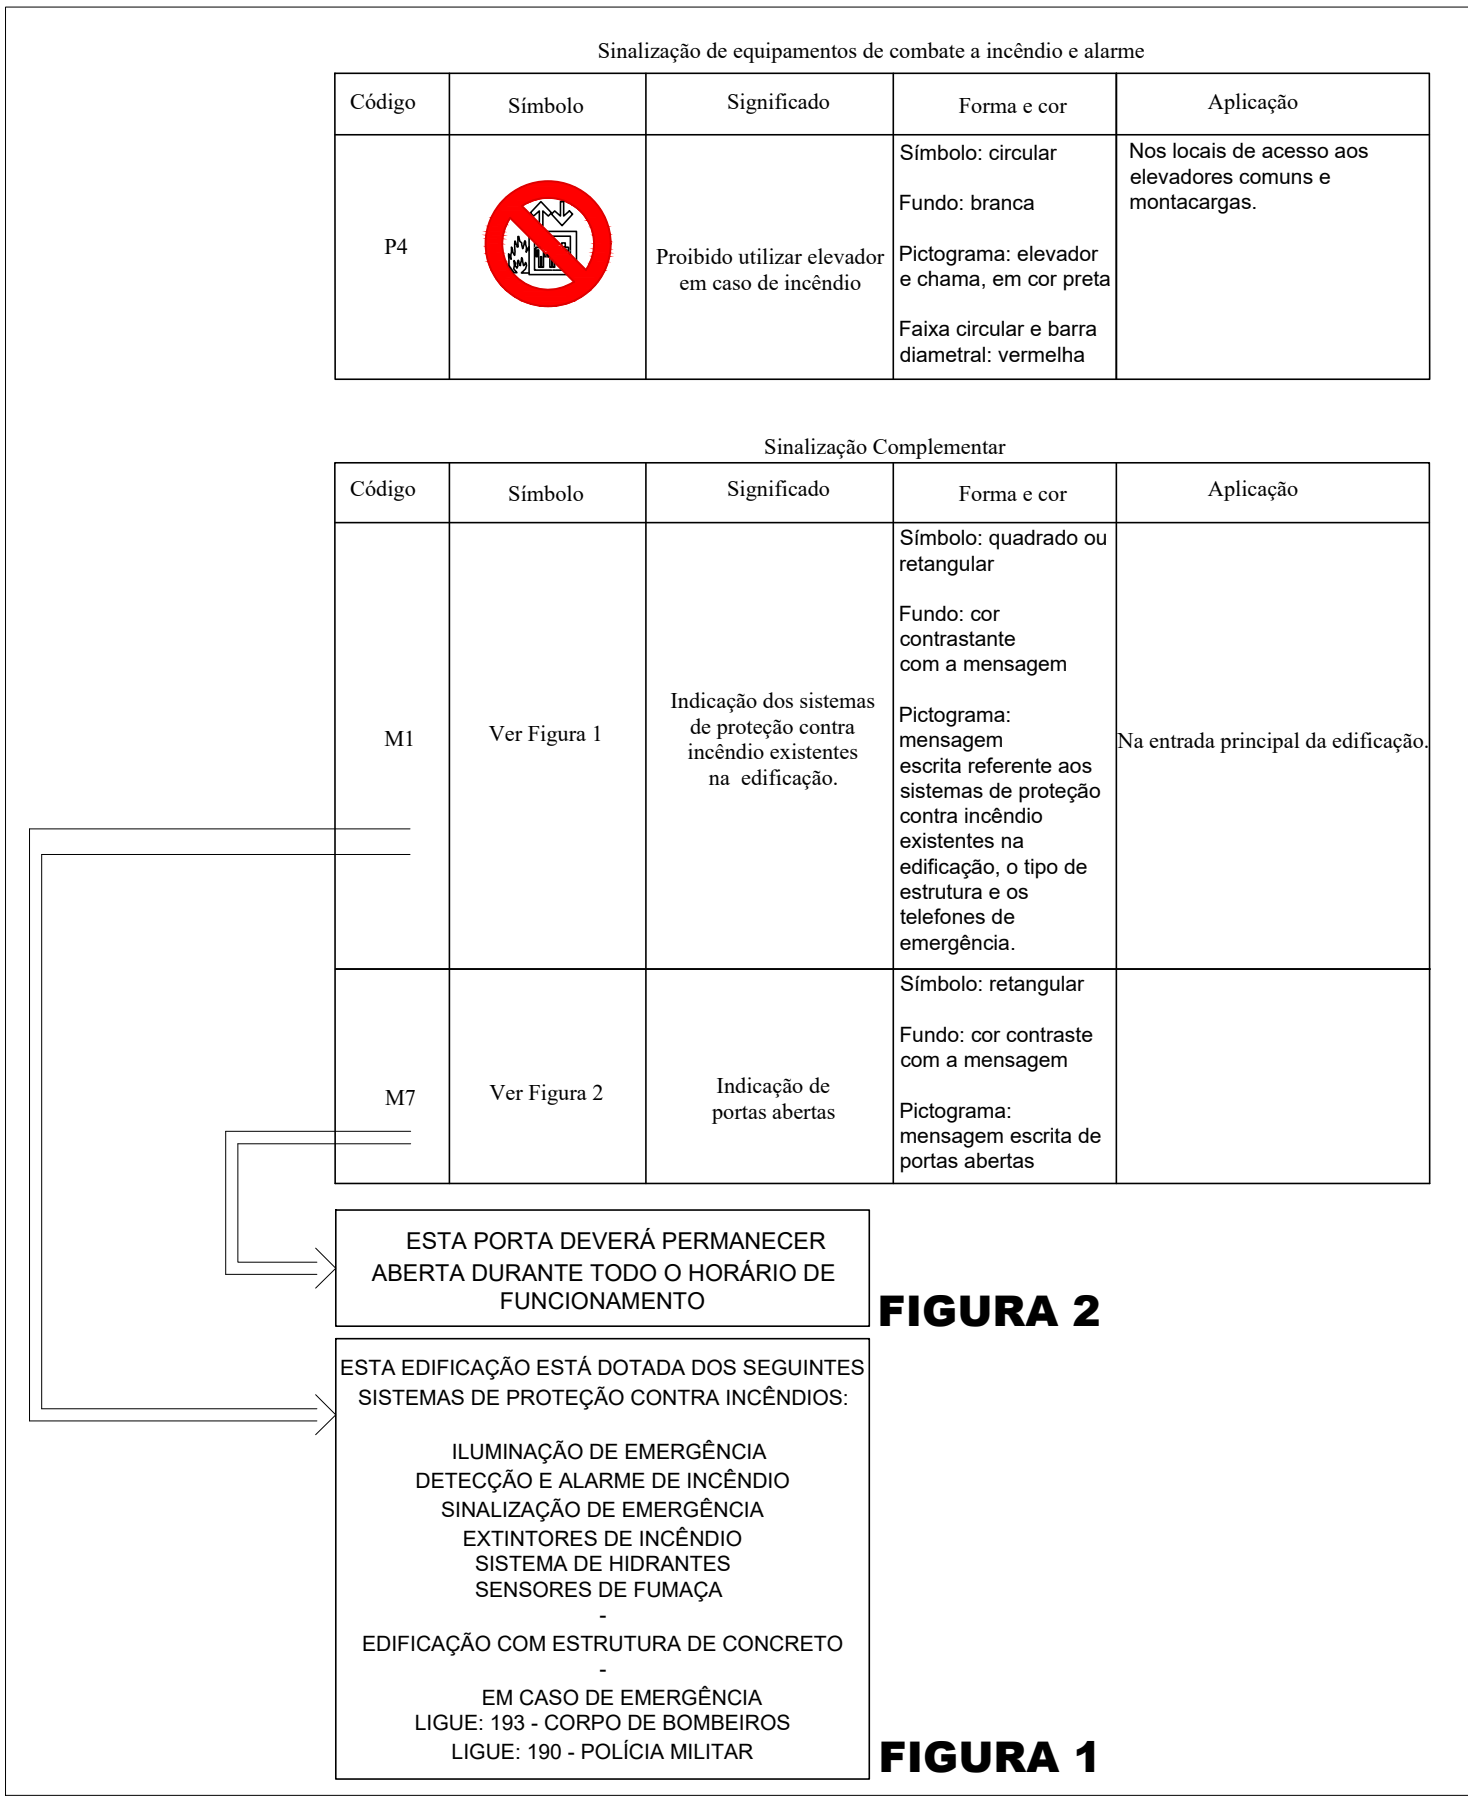 Sinalização de equipamentos de combate a incêndio e alarme
Código
Símbolo
Significado
Forma e cor
Aplicação
P4
Proibido utilizar elevador
em caso de incêndio
Símbolo: circular
Fundo: branca
Pictograma: elevador
e chama, em cor preta
Faixa circular e barra
diametral: vermelha
Nos locais de acesso aos
elevadores comuns e
montacargas.
Sinalização Complementar
Código
Símbolo
Significado
Forma e cor
Aplicação
M1
Ver Figura 1
Indicação dos sistemas
de proteção contra
incêndio existentes
na edificação.
Símbolo: quadrado ou
retangular
Fundo: cor
contrastante
com a mensagem
Pictograma:
mensagem
escrita referente aos
sistemas de proteção
contra incêndio
existentes na
edificação, o tipo de
estrutura e os
telefones de
emergência.
Na entrada principal da edificação.
M7
Ver Figura 2
Indicação de
portas abertas
Símbolo: retangular
Fundo: cor contraste
com a mensagem
Pictograma:
mensagem escrita de
portas abertas
ESTA PORTA DEVERÁ PERMANECER
ABERTA DURANTE TODO O HORÁRIO DE
FUNCIONAMENTO
FIGURA 2
ESTA EDIFICAÇÃO ESTÁ DOTADA DOS SEGUINTES
SISTEMAS DE PROTEÇÃO CONTRA INCÊNDIOS:
ILUMINAÇÃO DE EMERGÊNCIA
DETECÇÃO E ALARME DE INCÊNDIO
SINALIZAÇÃO DE EMERGÊNCIA
EXTINTORES DE INCÊNDIO
SISTEMA DE HIDRANTES
SENSORES DE FUMAÇA
-
EDIFICAÇÃO COM ESTRUTURA DE CONCRETO
-
EM CASO DE EMERGÊNCIA
LIGUE: 193 - CORPO DE BOMBEIROS
LIGUE: 190 - POLÍCIA MILITAR
FIGURA 1